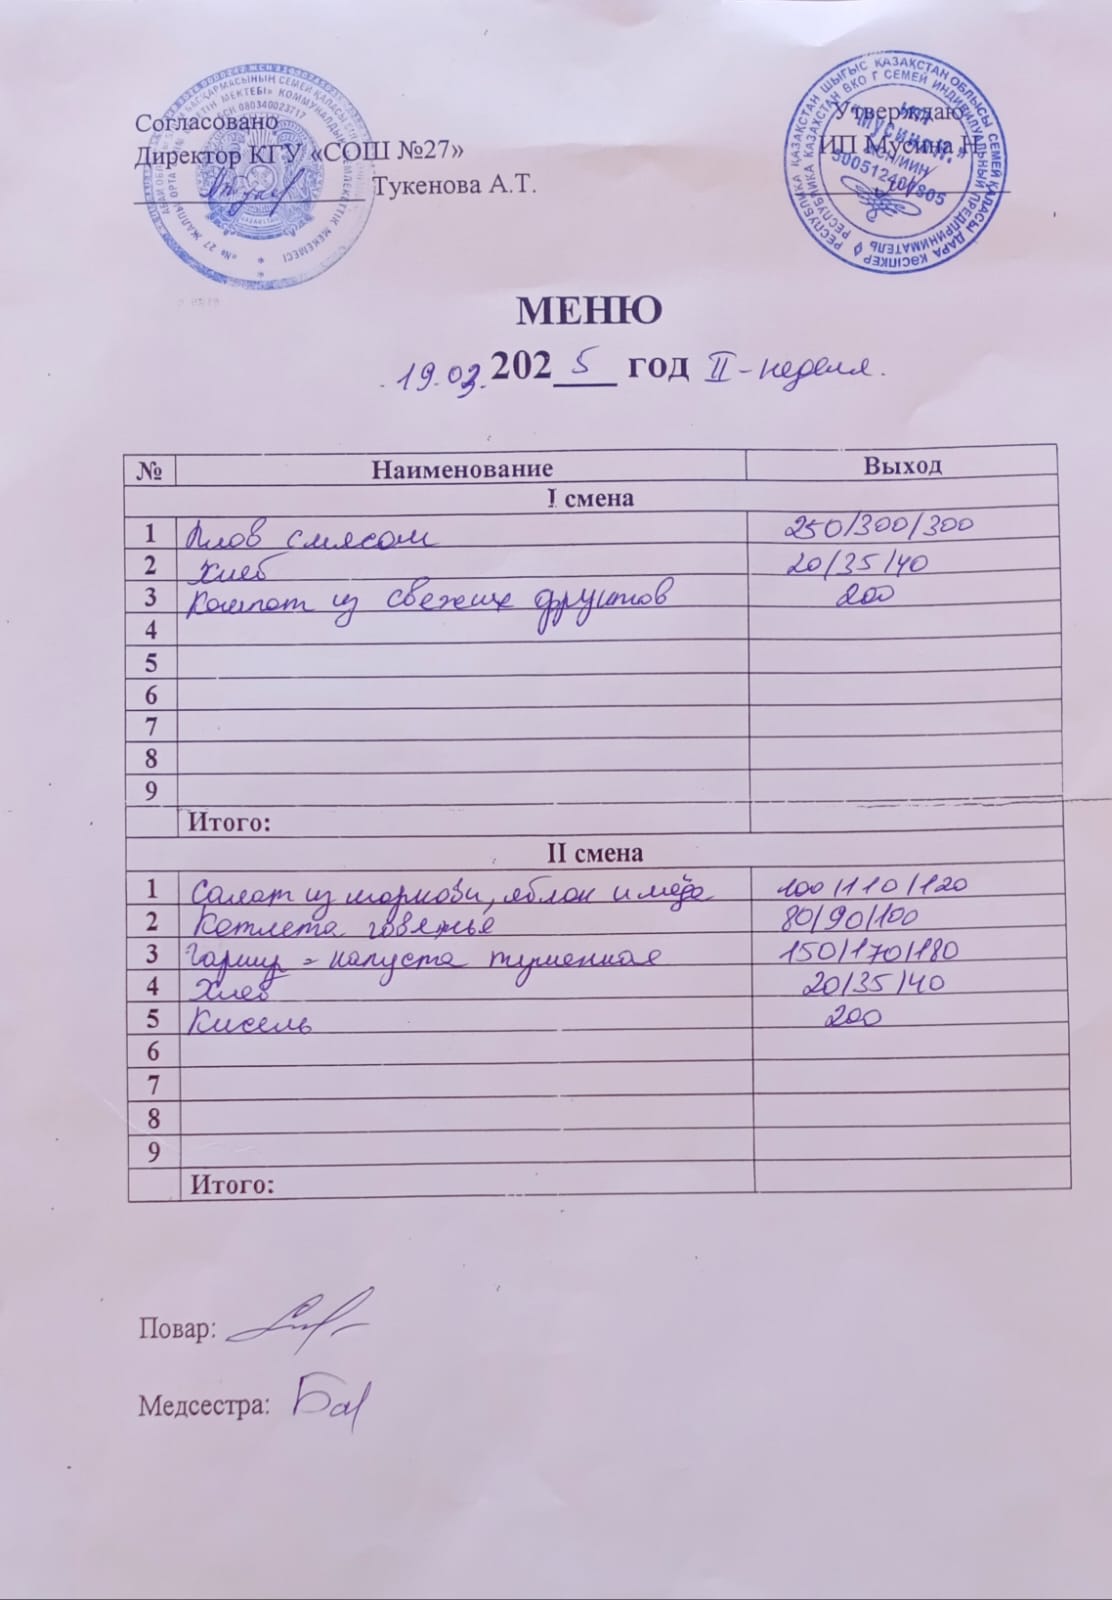 Согласовано
Директор КГУ «СОШ №27»
Тукенова А.Т.
Утверждаю
ИП Мусина Н
МЕНЮ
19.03.2025 год II-неделя.
№ Наименование Выход
I смена
1 Плов с мясом 250/300/300
2 Хлеб 20/35/40
3 Компот из свежих фруктов 200
4
5
6
7
8
9
Итого:
II смена
1 Салат из моркови, яблок и мёда 100/110/120
2 Котлета говяжья 80/90/100
3 Гарнир - капуста тушенная 150/170/180
4 Хлеб 20/35/40
5 Кисель 200
6
7
8
9
Итого:
Повар:
Медсестра: